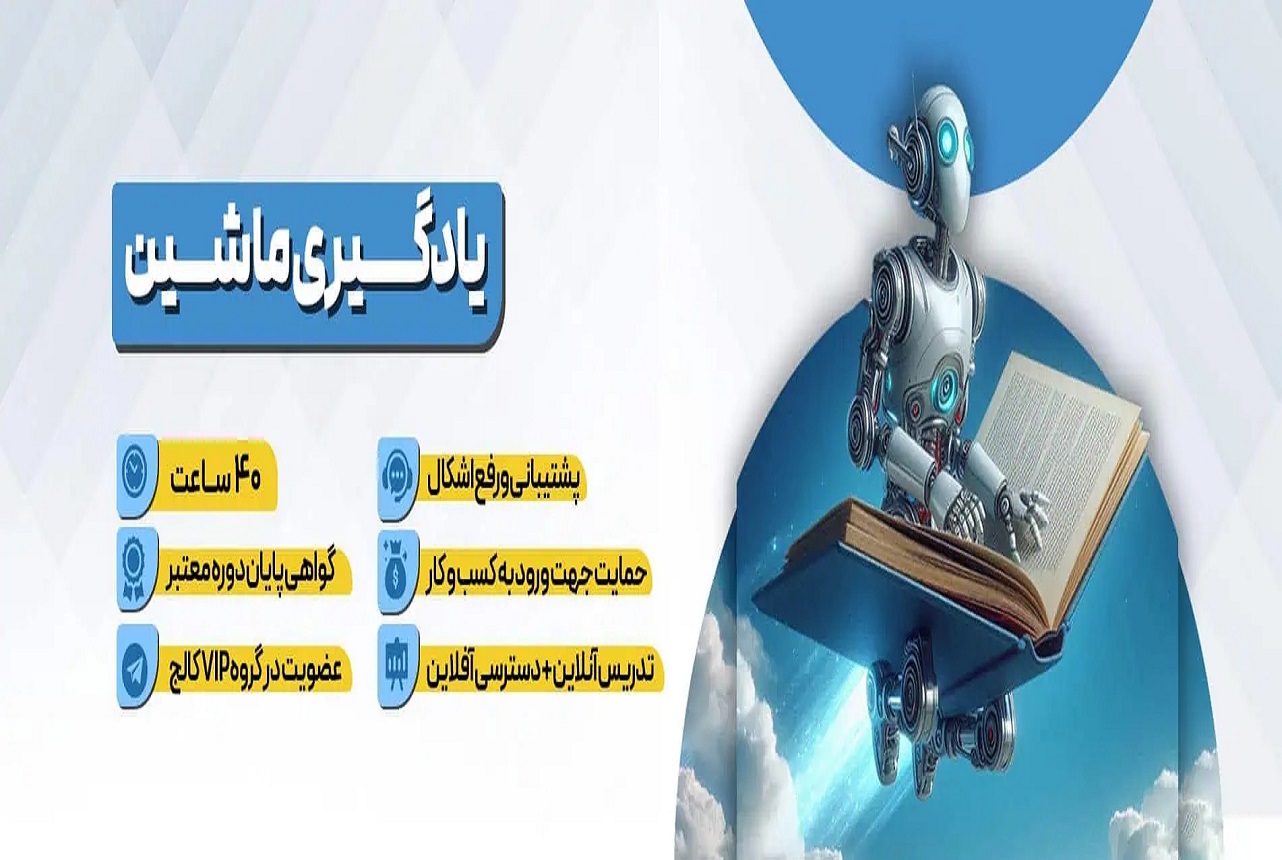 یادگیری ماشین
پشتیبانی و رفع اشکال
۴۰ ساعت
حمایت جهت ورود به کسب و کار
گواهی پایان دوره معتبر
تدریس آنلاین + دسترسی آفلاین
عضویت در گروه VIP کالج